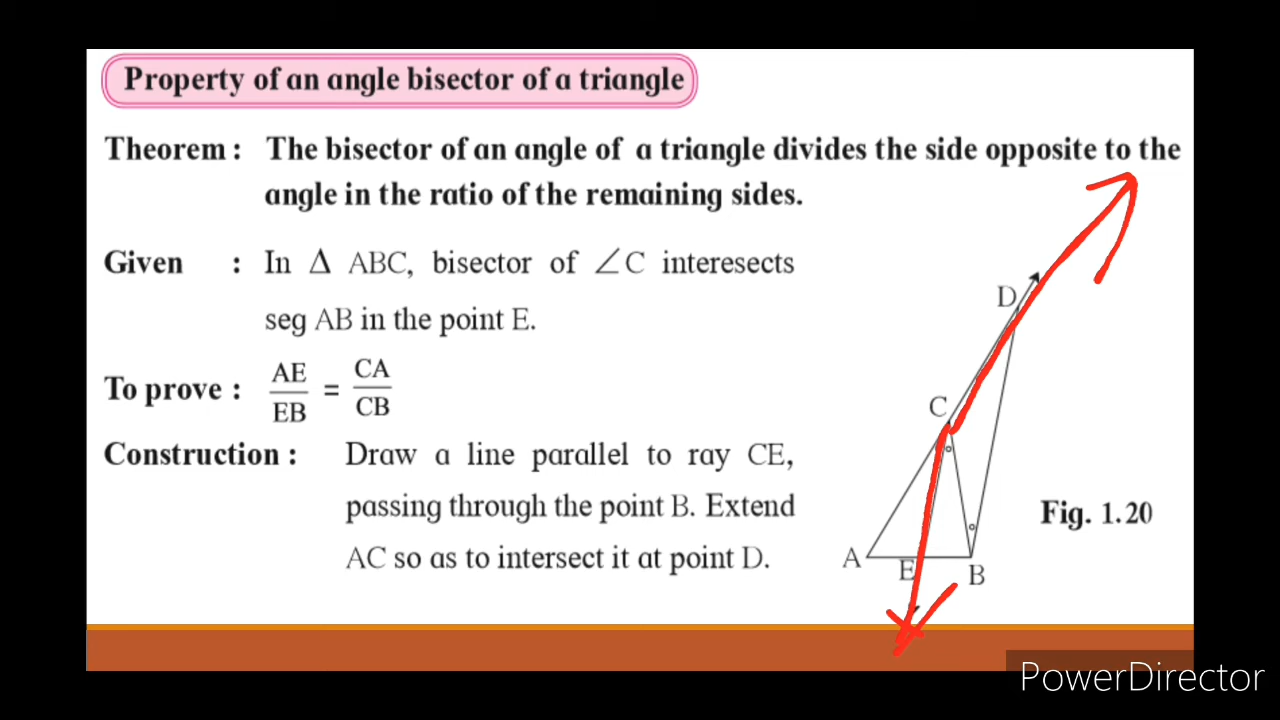 Property of an angle bisector of a triangle
Theorem : The bisector of an angle of a triangle divides the side opposite to the
angle in the ratio of the remaining sides.
Given : In Δ ABC, bisector of ∠C interesects
seg AB in the point E.
To prove : AE/EB = CA/CB
Construction : Draw a line parallel to ray CE,
passing through the point B. Extend
AC so as to intersect it at point D.
D
C
A
E
B
Fig. 1.20
PowerDirector